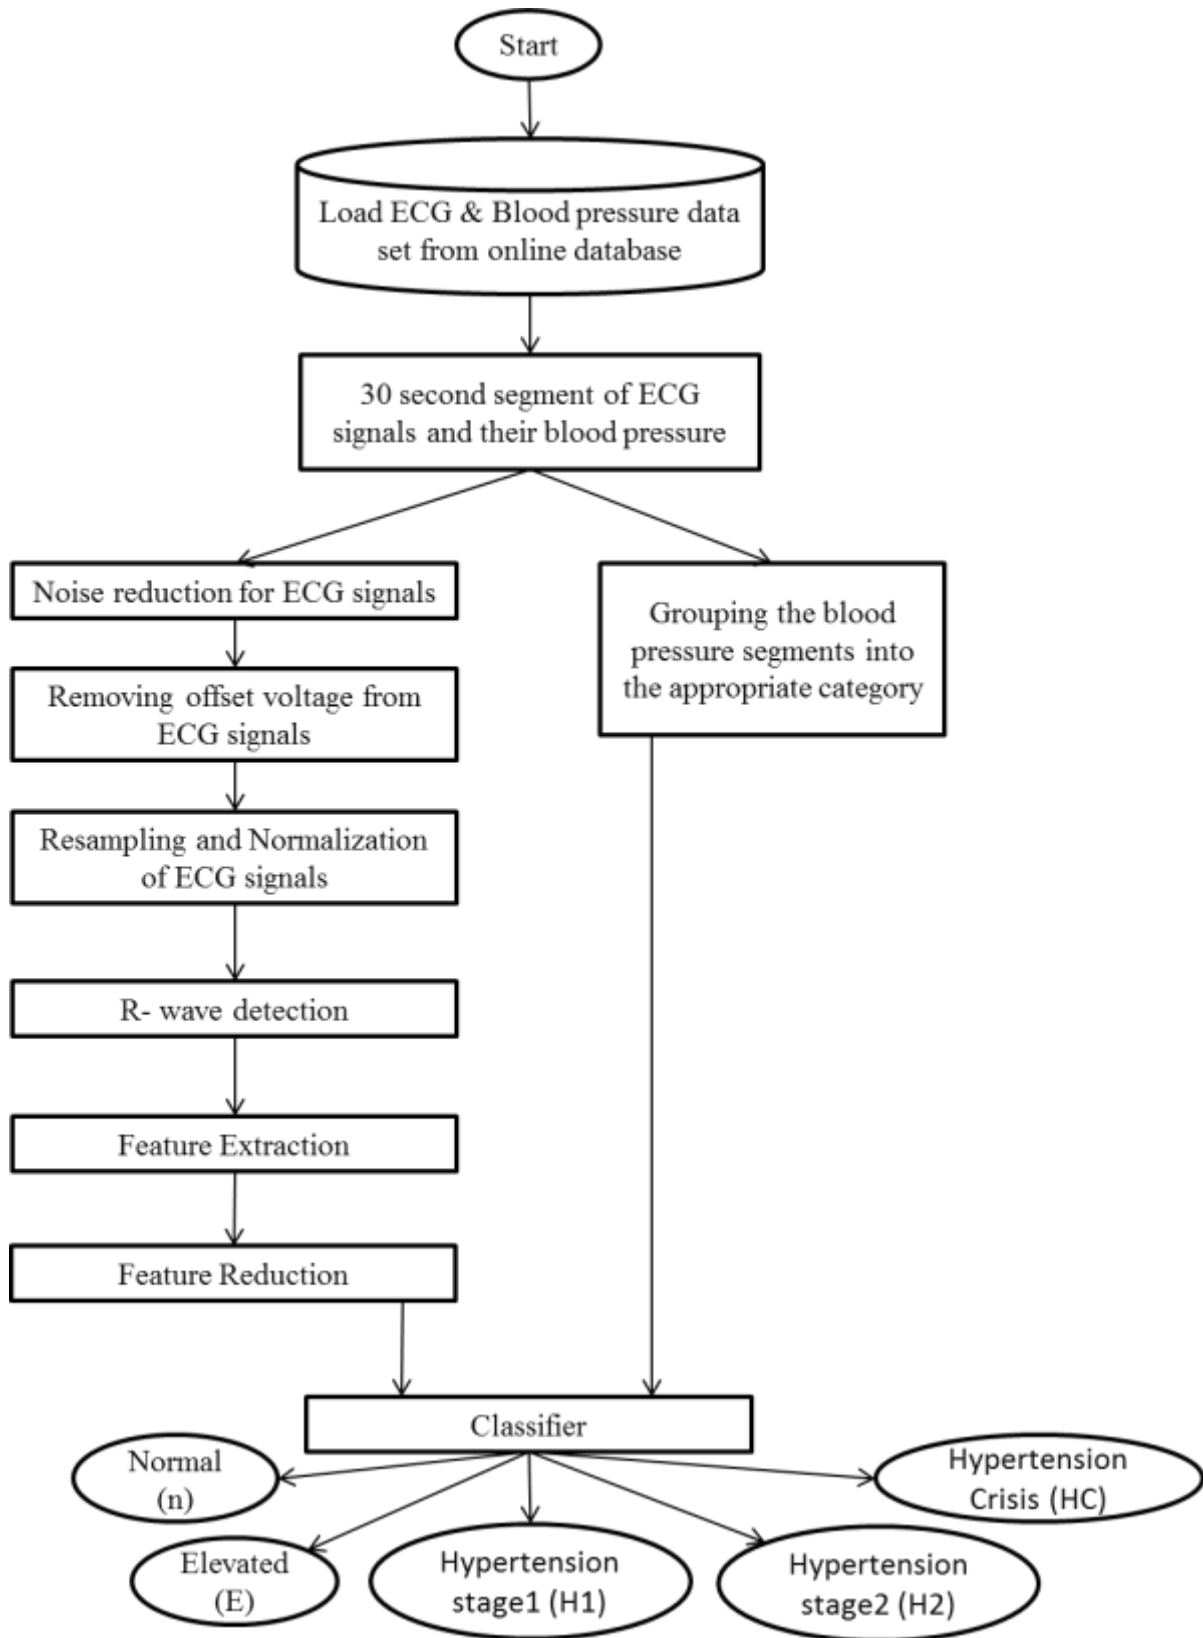 Start
Load ECG & Blood pressure data
set from online database
30 second segment of ECG
signals and their blood pressure
Noise reduction for ECG signals
Removing offset voltage from
ECG signals
Resampling and Normalization
of ECG signals
R- wave detection
Feature Extraction
Feature Reduction
Grouping the blood
pressure segments into
the appropriate category
Classifier
Normal
(n)
Elevated
(E)
Hypertension
stage1 (H1)
Hypertension
stage2 (H2)
Hypertension
Crisis (HC)